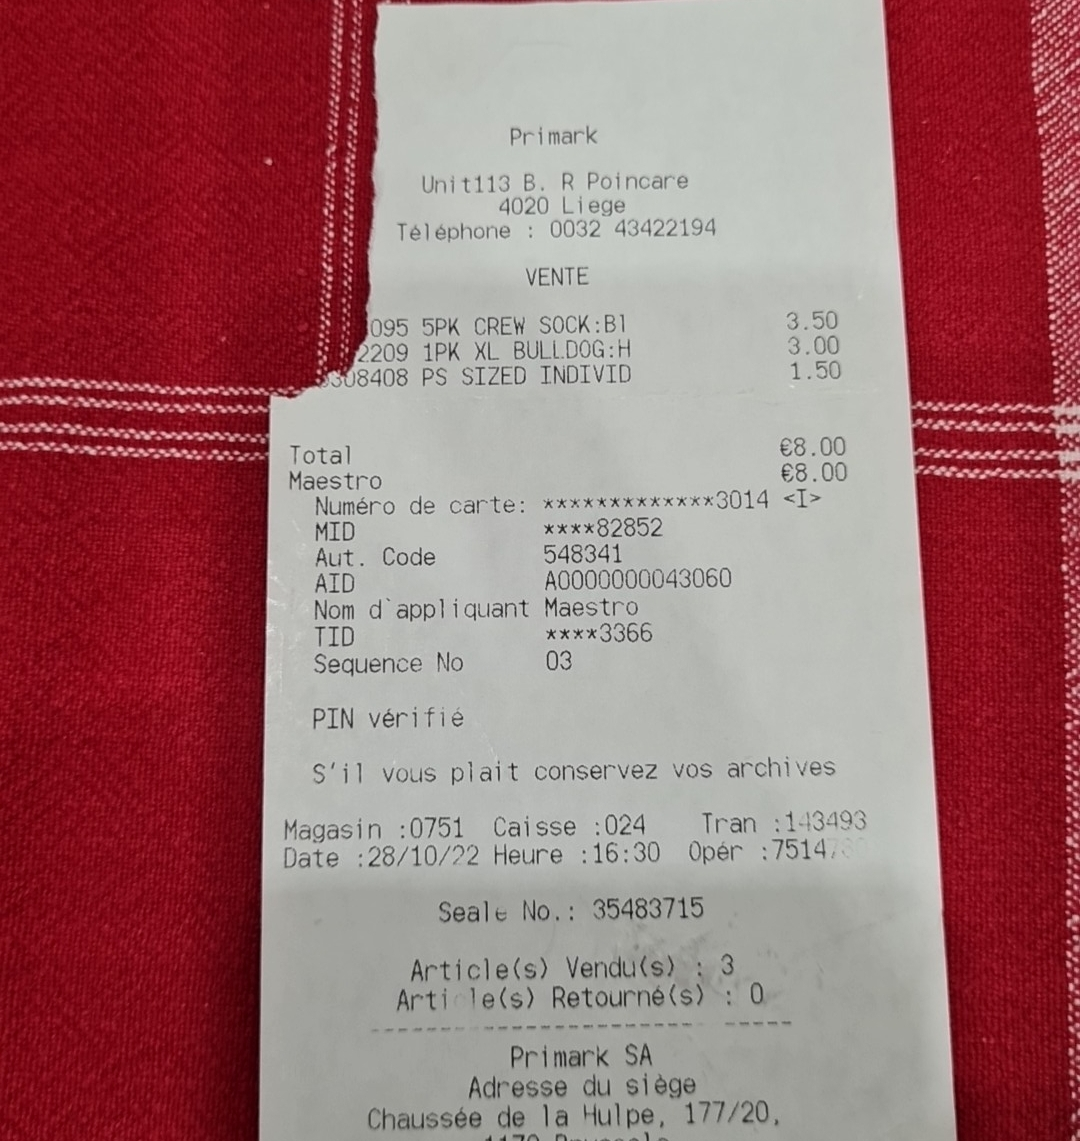 Primark
Unit113 B. R Poincare
4020 Liege
Téléphone : 0032 43422194
VENTE
095 5PK CREW SOCK:Bl 3.50
2209 1PK XL BULLDOG:H 3.00
308408 PS SIZED INDIVID 1.50
Total €8.00
Maestro €8.00
Numéro de carte: *************3014 <I>
MID ****82852
Aut. Code 548341
AID A0000000043060
Nom d`appliquant Maestro
TID ****3366
Sequence No 03
PIN vérifié
S'il vous plait conservez vos archives
Magasin :0751 Caisse :024 Tran :143493
Date :28/10/22 Heure :16:30 Opér
Seale No.: 35483715
Article(s) Vendu(s) : 3
Article(s) Retourné(s) : 0
Primark SA
Adresse du siège
Chaussée de la Hulpe, 177/20,